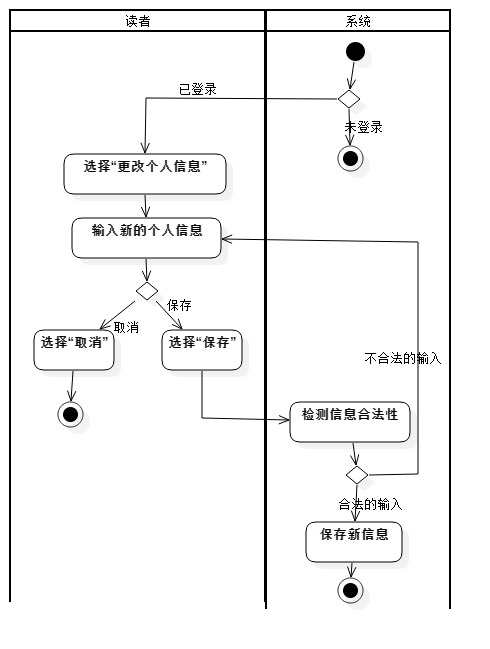 读者
系统
已登录
未登录
选择“更改个人信息”
输入新的个人信息
保存
取消
选择“取消”
选择“保存”
不合法的输入
检测信息合法性
合法的输入
保存新信息